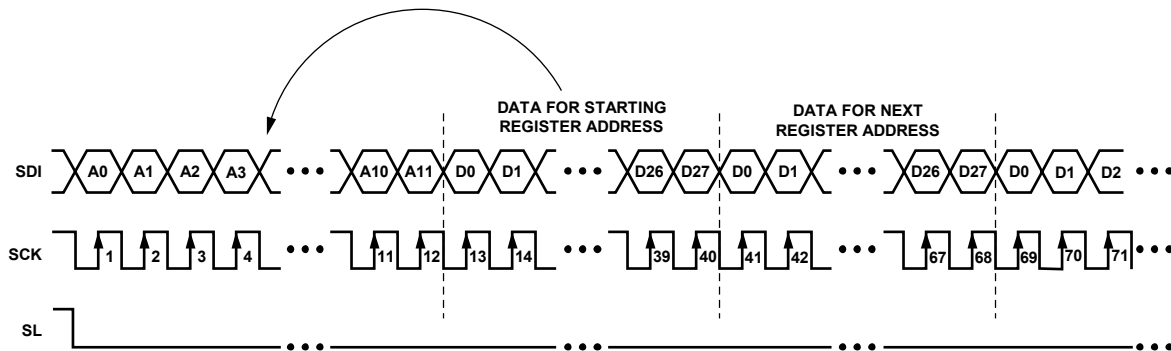 DATA FOR STARTING
REGISTER ADDRESS
DATA FOR NEXT
REGISTER ADDRESS
SDI A0 A1 A2 A3 A10 A11 D0 D1 D26 D27 D0 D1 D26 D27 D0 D1 D2
SCK 1 2 3 4 11 12 13 14 39 40 41 42 67 68 69 70 71
SL